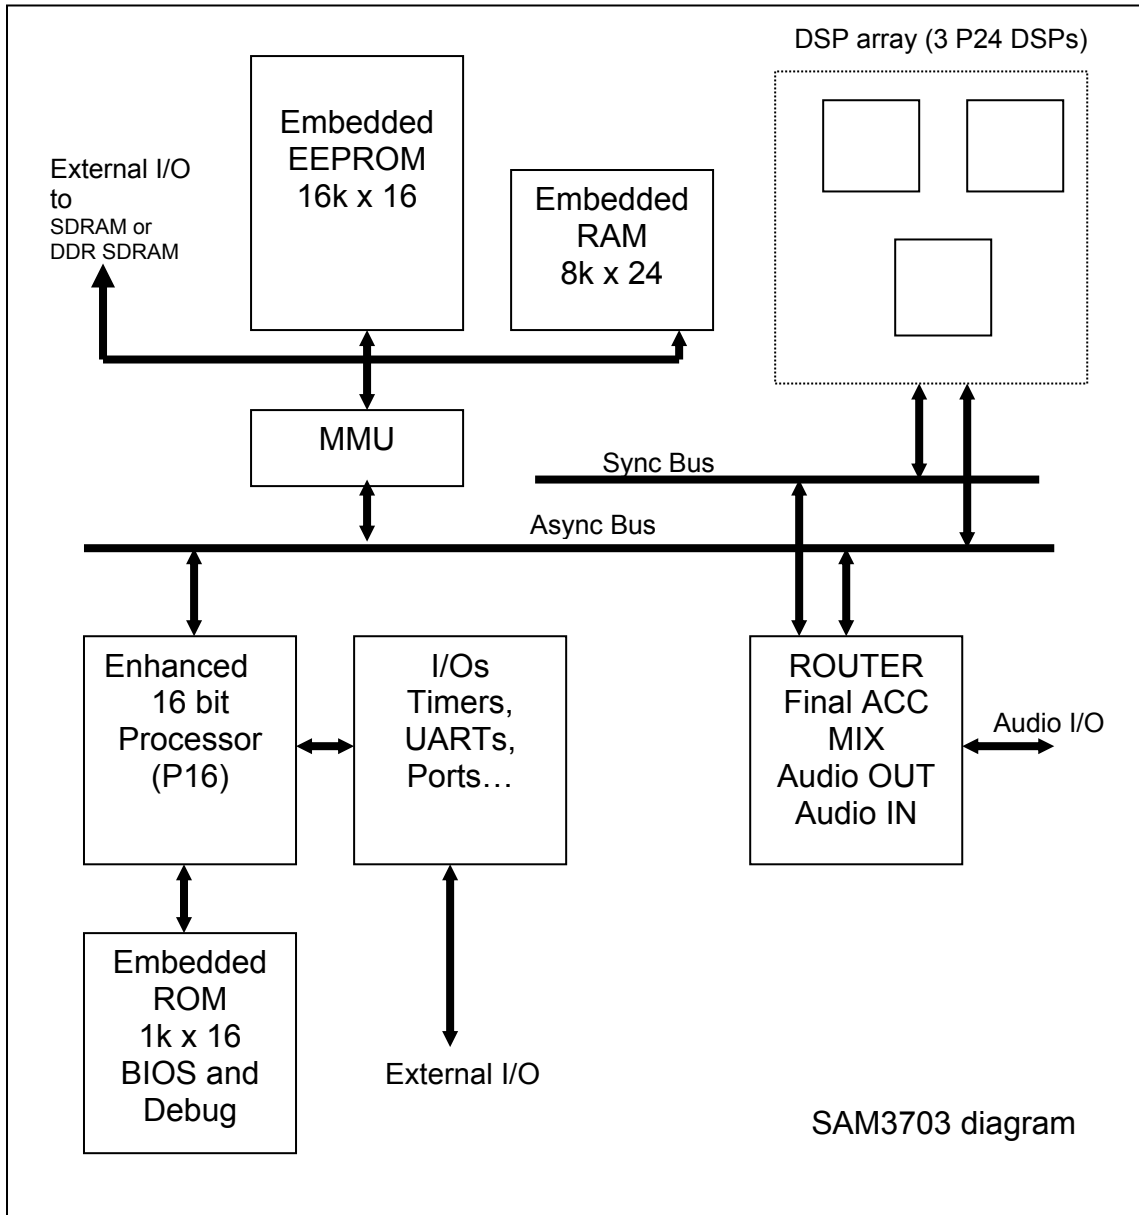 DSP array (3 P24 DSPs)
Embedded
EEPROM
16k x 16
External I/O
to
SDRAM or
DDR SDRAM
Embedded
RAM
8k x 24
MMU
Sync Bus
Async Bus
Enhanced
16 bit
Processor
(P16)
I/Os
Timers,
UARTs,
Ports…
ROUTER
Final ACC
MIX
Audio OUT
Audio IN
Audio I/O
Embedded
ROM
1k x 16
BIOS and
Debug
External I/O
SAM3703 diagram